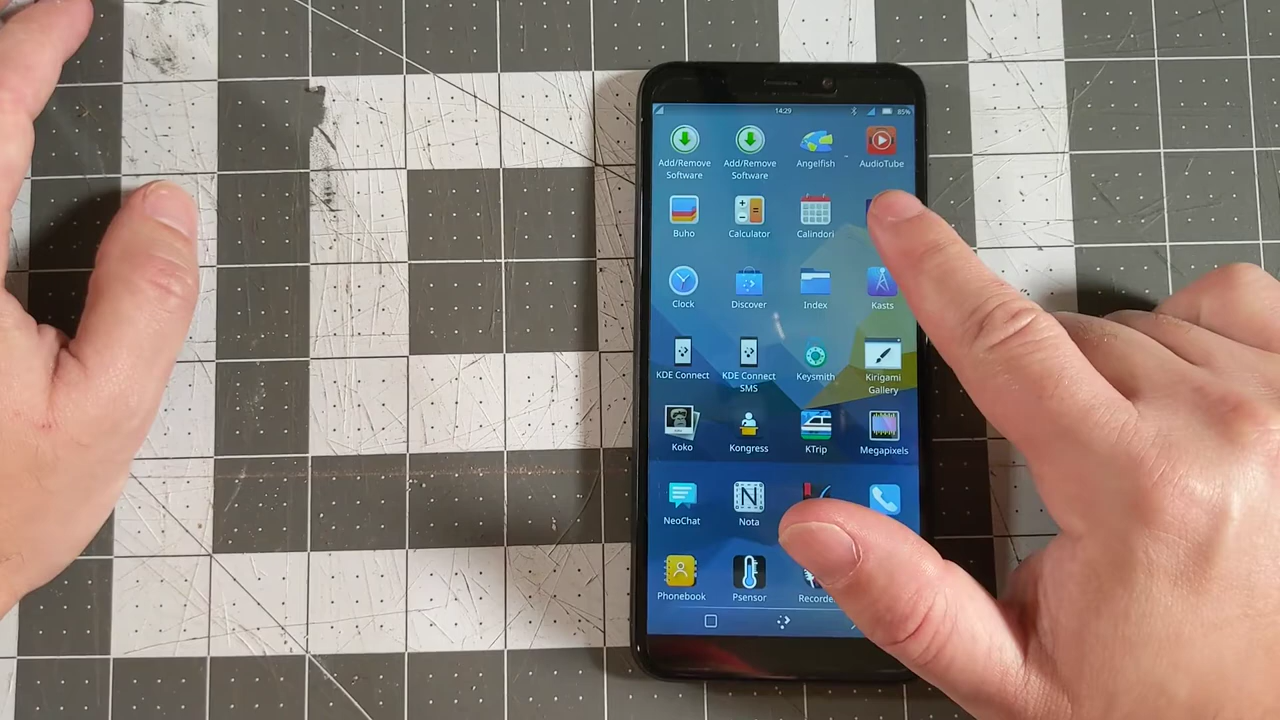 14:29 85%
Add/Remove Software
Add/Remove Software
Angelfish
AudioTube
Buho
Calculator
Calindori
Clock
Discover
Index
Kasts
KDE Connect
KDE Connect SMS
Keysmith
Kirigami Gallery
Koko
Kongress
KTrip
Megapixels
NeoChat
N
Nota
Phonebook
Psensor
Recorde